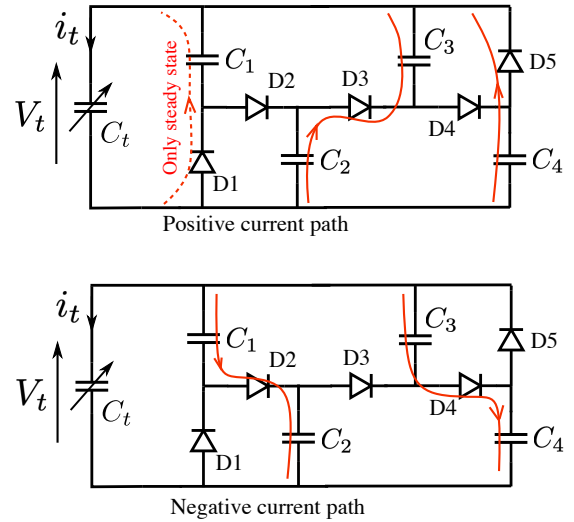 i_t
V_t
C_t
Only steady state
C_1
D1
D2
C_2
D3
C_3
D4
D5
C_4
Positive current path
i_t
V_t
C_t
C_1
D1
D2
C_2
D3
C_3
D4
D5
C_4
Negative current path